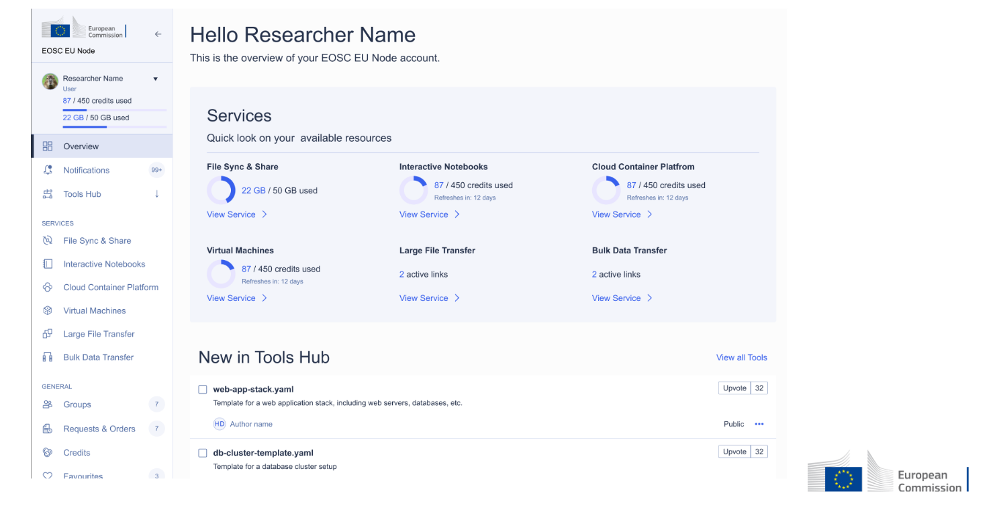 European
Commission
EOSC EU Node
Researcher Name
User
87 / 450 credits used
22 GB / 50 GB used
Overview
Notifications 99+
Tools Hub
SERVICES
File Sync & Share
Interactive Notebooks
Cloud Container Platform
Virtual Machines
Large File Transfer
Bulk Data Transfer
GENERAL
Groups 7
Requests & Orders 7
Credits
Favourites 3
Hello Researcher Name
This is the overview of your EOSC EU Node account.
Services
Quick look on your available resources
File Sync & Share
22 GB / 50 GB used
View Service
Interactive Notebooks
87 / 450 credits used
Refreshes in: 12 days
View Service
Cloud Container Platfrom
87 / 450 credits used
Refreshes in: 12 days
View Service
Virtual Machines
87 / 450 credits used
Refreshes in: 12 days
View Service
Large File Transfer
2 active links
View Service
Bulk Data Transfer
2 active links
View Service
New in Tools Hub
View all Tools
web-app-stack.yaml
Upvote 32
Template for a web application stack, including web servers, databases, etc.
HD Author name
Public
db-cluster-template.yaml
Upvote 32
Template for a database cluster setup
European
Commission